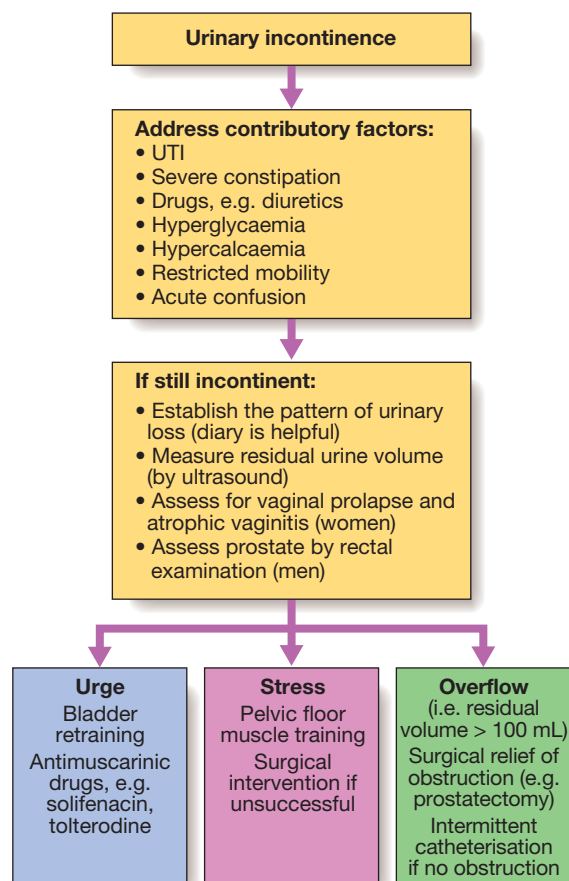 Urinary incontinence
Address contributory factors:
• UTI
• Severe constipation
• Drugs, e.g. diuretics
• Hyperglycaemia
• Hypercalcaemia
• Restricted mobility
• Acute confusion
If still incontinent:
• Establish the pattern of urinary
loss (diary is helpful)
• Measure residual urine volume
(by ultrasound)
• Assess for vaginal prolapse and
atrophic vaginitis (women)
• Assess prostate by rectal
examination (men)
Urge
Bladder
retraining
Antimuscarinic
drugs, e.g.
solifenacin,
tolterodine
Stress
Pelvic floor
muscle training
Surgical
intervention if
unsuccessful
Overflow
(i.e. residual
volume > 100 mL)
Surgical relief of
obstruction (e.g.
prostatectomy)
Intermittent
catheterisation
if no obstruction